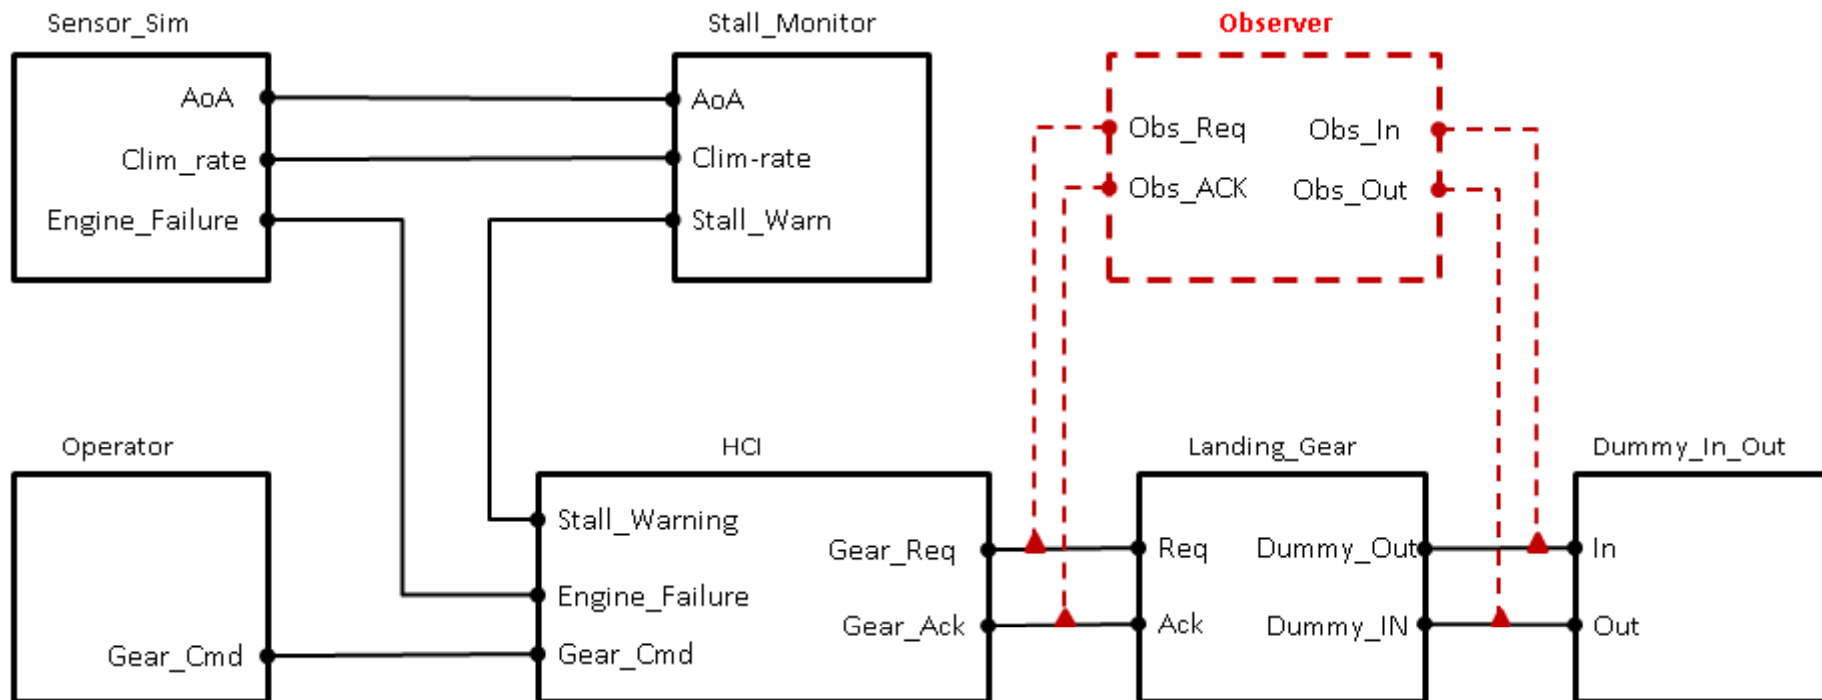 Sensor_Sim
Stall_Monitor
Observer
AoA
AoA
Clim_rate
Clim-rate
Engine_Failure
Stall_Warn
Obs_Req
Obs_In
Obs_ACK
Obs_Out
Operator
HCI
Landing_Gear
Dummy_In_Out
Gear_Cmd
Stall_Warning
Engine_Failure
Gear_Cmd
Gear_Req
Gear_Ack
Req
Dummy_Out
Ack
Dummy_IN
In
Out